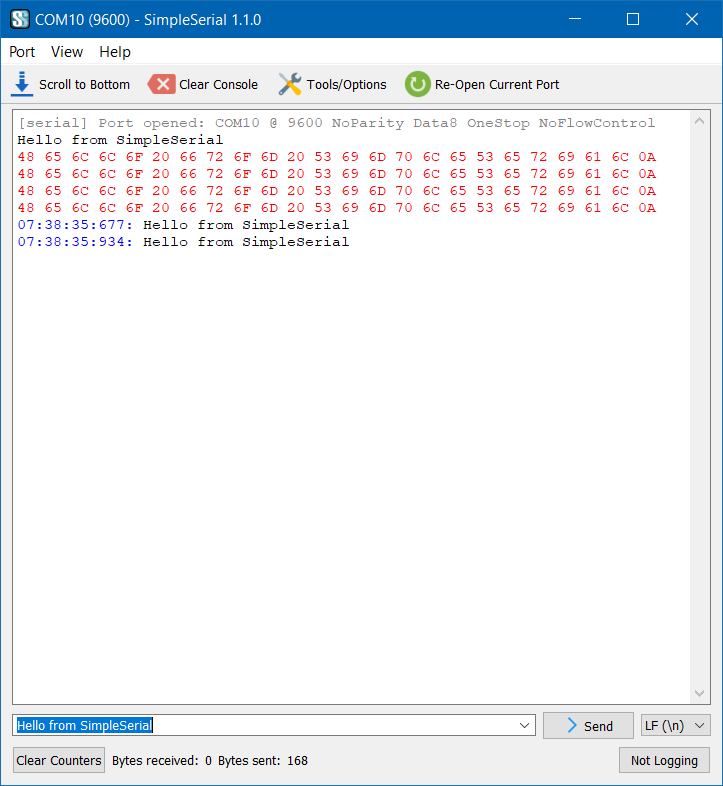 COM10 (9600) - SimpleSerial 1.1.0
Port View Help
Scroll to Bottom Clear Console Tools/Options Re-Open Current Port
[serial] Port opened: COM10 @ 9600 NoParity Data8 OneStop NoFlowControl
Hello from SimpleSerial
48 65 6C 6C 6F 20 66 72 6F 6D 20 53 69 6D 70 6C 65 53 65 72 69 61 6C 0A
48 65 6C 6C 6F 20 66 72 6F 6D 20 53 69 6D 70 6C 65 53 65 72 69 61 6C 0A
48 65 6C 6C 6F 20 66 72 6F 6D 20 53 69 6D 70 6C 65 53 65 72 69 61 6C 0A
48 65 6C 6C 6F 20 66 72 6F 6D 20 53 69 6D 70 6C 65 53 65 72 69 61 6C 0A
07:38:35:677: Hello from SimpleSerial
07:38:35:934: Hello from SimpleSerial
Hello from SimpleSerial Send LF (\n)
Clear Counters Bytes received: 0 Bytes sent: 168 Not Logging